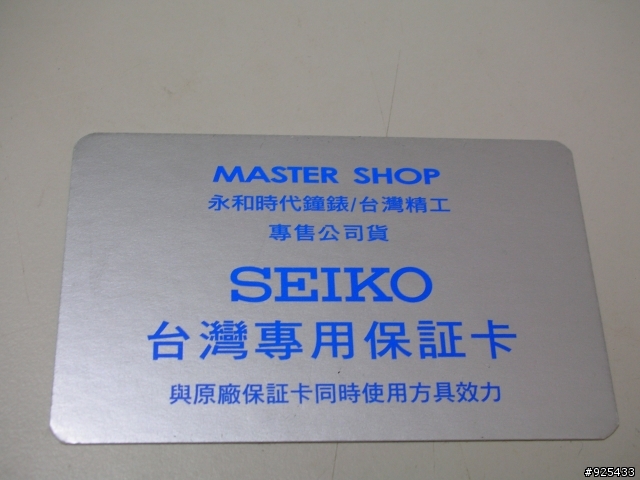 MASTER SHOP
永和時代鐘錶/台灣精工
專售公司貨
SEIKO
台灣專用保証卡
與原廠保証卡同時使用方具效力
#925433